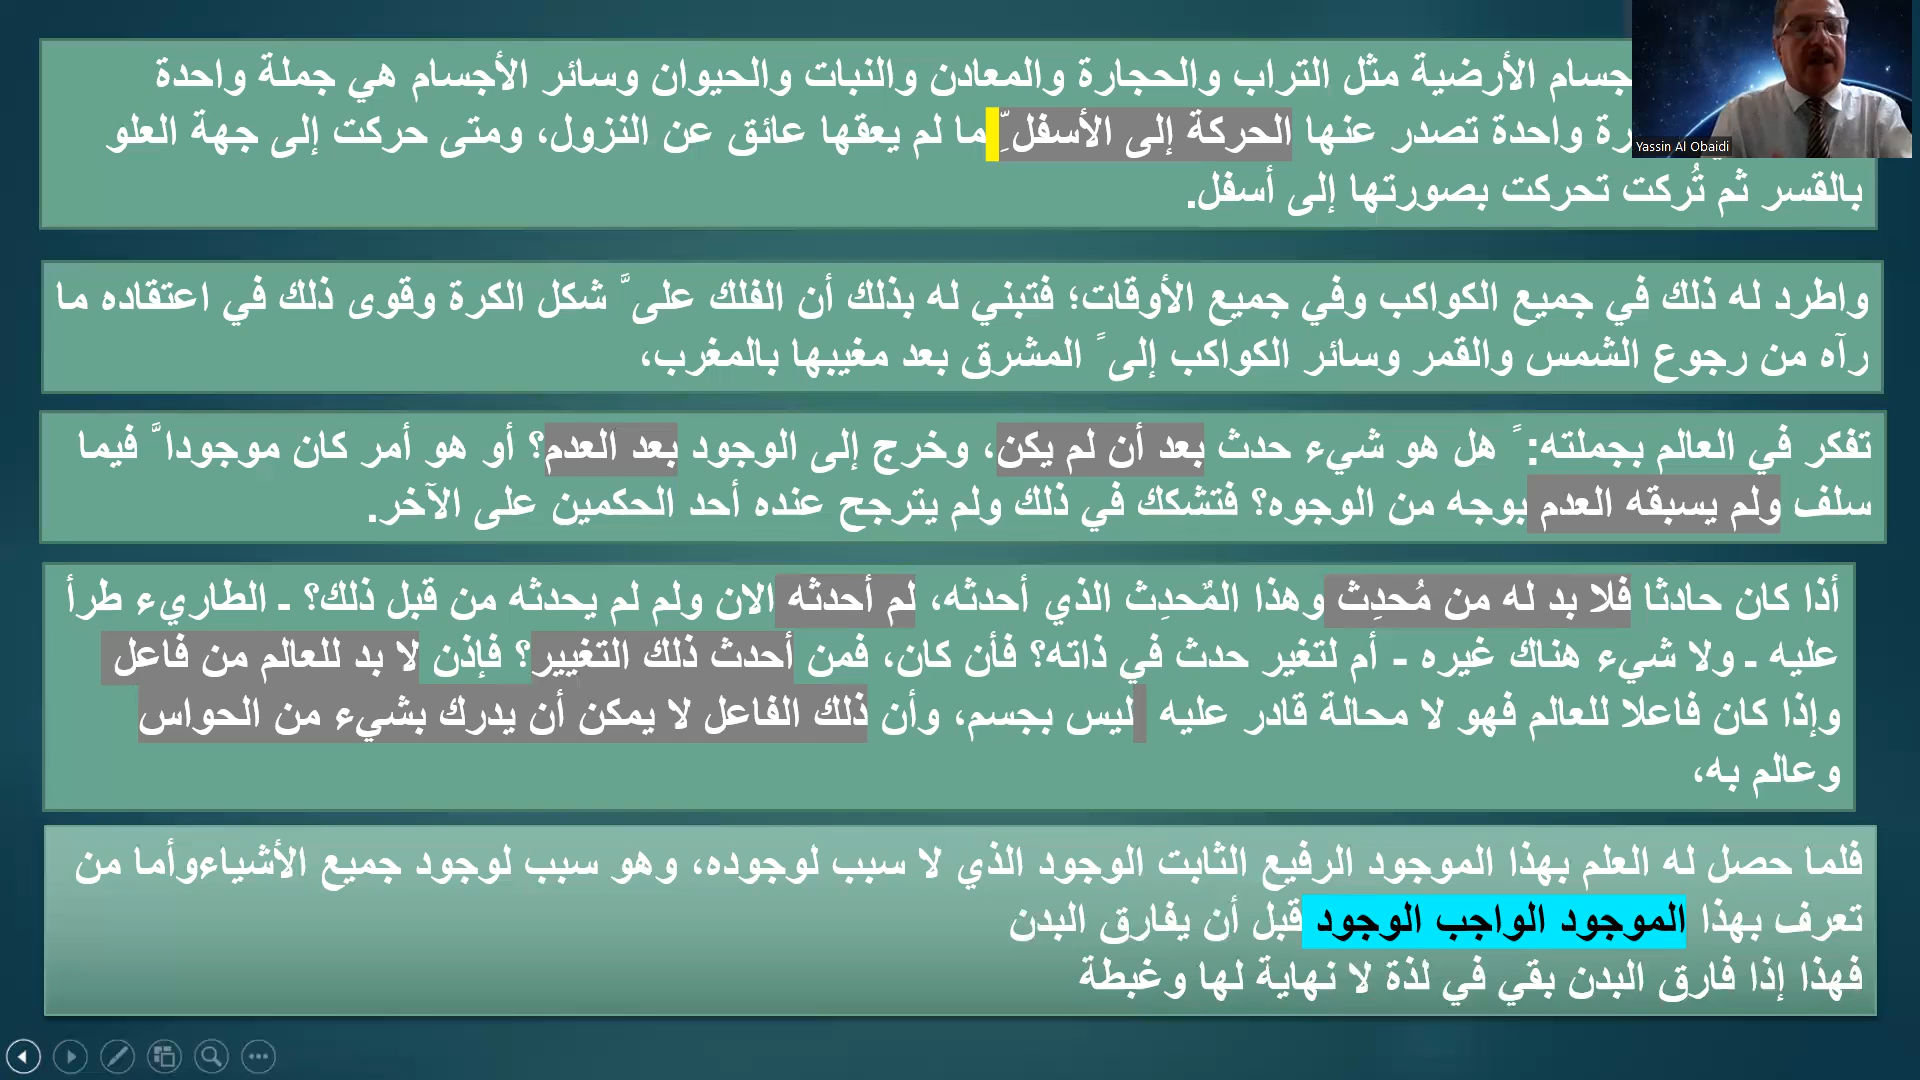 جسام الأرضية مثل التراب والحجارة والمعادن والنبات والحيوان وسائر الأجسام هي جملة واحدة
رة واحدة تصدر عنها الحركة إلى الأسفل ِّما لم يعقها عائق عن النزول، ومتى حركت إلى جهة العلو
بالقسر ثم تُركت تحركت بصورتها إلى أسفل.
واطرد له ذلك في جميع الكواكب وفي جميع الأوقات؛ فتبني له بذلك أن الفلك على َّ شكل الكرة وقوى ذلك في اعتقاده ما
رآه من رجوع الشمس والقمر وسائر الكواكب إلى ً المشرق بعد مغيبها بالمغرب،
تفكر في العالم بجملته: ً هل هو شيء حدث بعد أن لم يكن، وخرج إلى الوجود بعد العدم؟ أو هو أمر كان موجودا َّ فيما
سلف ولم يسبقه العدم بوجه من الوجوه؟ فتشكك في ذلك ولم يترجح عنده أحد الحكمين على الآخر.
أذا كان حادثا فلا بد له من مُحدِث وهذا المٌحدِث الذي أحدثه، لم أحدثه الان ولم لم يحدثه من قبل ذلك؟ ـ الطاريء طرأ
عليه ـ ولا شيء هناك غيره - أم لتغير حدث في ذاته؟ فأن كان، فمن أحدث ذلك التغيير؟ فإذن لا بد للعالم من فاعل
وإذا كان فاعلا للعالم فهو لا محالة قادر عليه ليس بجسم، وأن ذلك الفاعل لا يمكن أن يدرك بشيء من الحواس
وعالم به،
فلما حصل له العلم بهذا الموجود الرفيع الثابت الوجود الذي لا سبب لوجوده، وهو سبب لوجود جميع الأشياءوأما من
تعرف بهذا الموجود الواجب الوجود قبل أن يفارق البدن
فهذا إذا فارق البدن بقي في لذة لا نهاية لها وغبطة
Yassin Al Obaidi